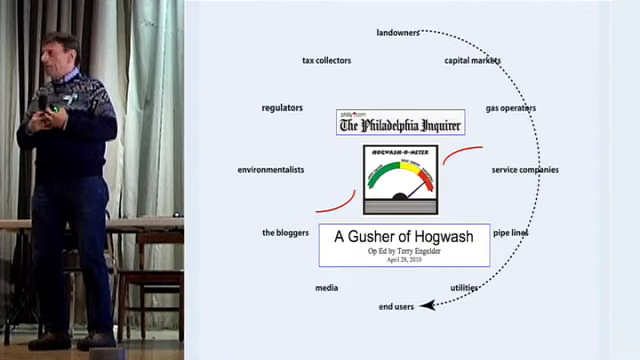 landowners
tax collectors
capital markets
regulators
gas operators
philly.com
The Philadelphia Inquirer
HOGWASH-O-METER
environmentalists
service companies
the bloggers
A Gusher of Hogwash
pipe lines
Op Ed by Terry Engelder
April 28, 2010
media
utilities
end users